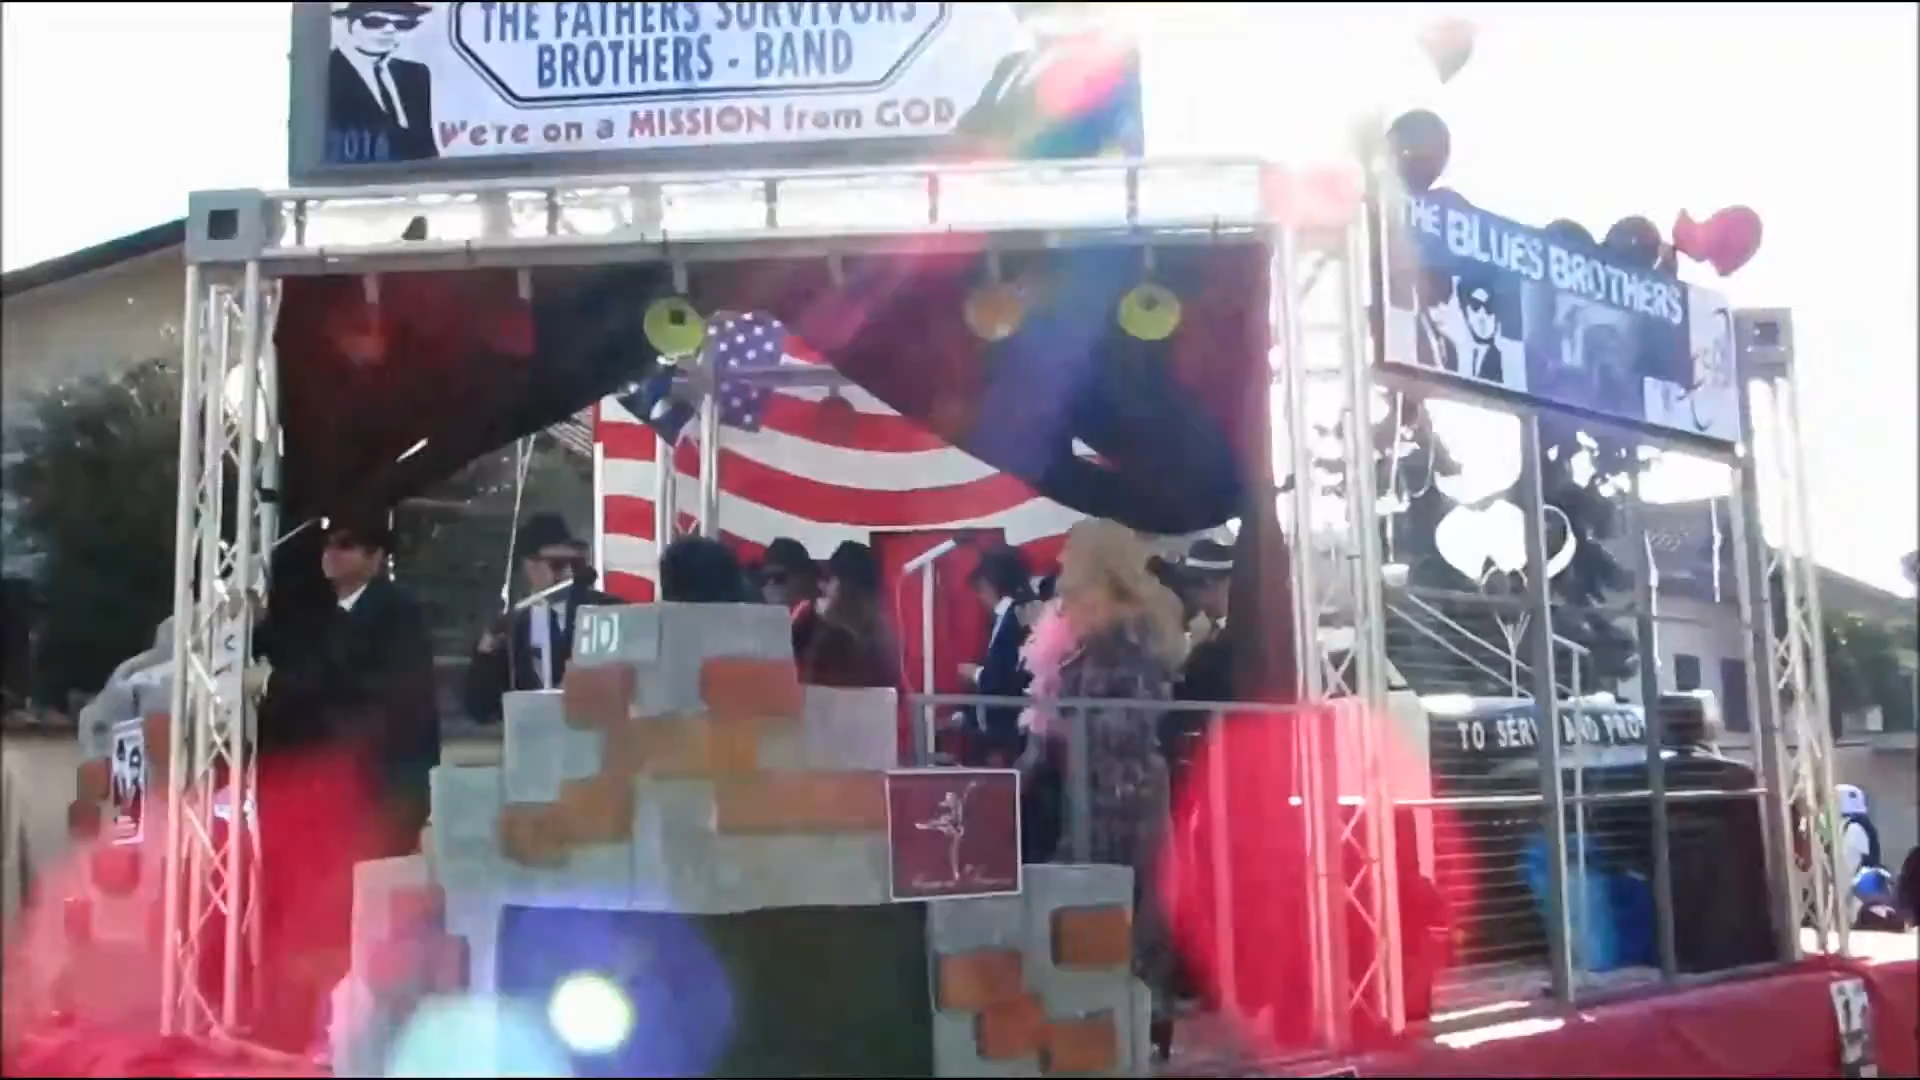 THE FATHERS SURVIVORS
BROTHERS - BAND
We're on a MISSION from GOD
2016
THE BLUES BROTHERS
HD
TO SERV AND PRO